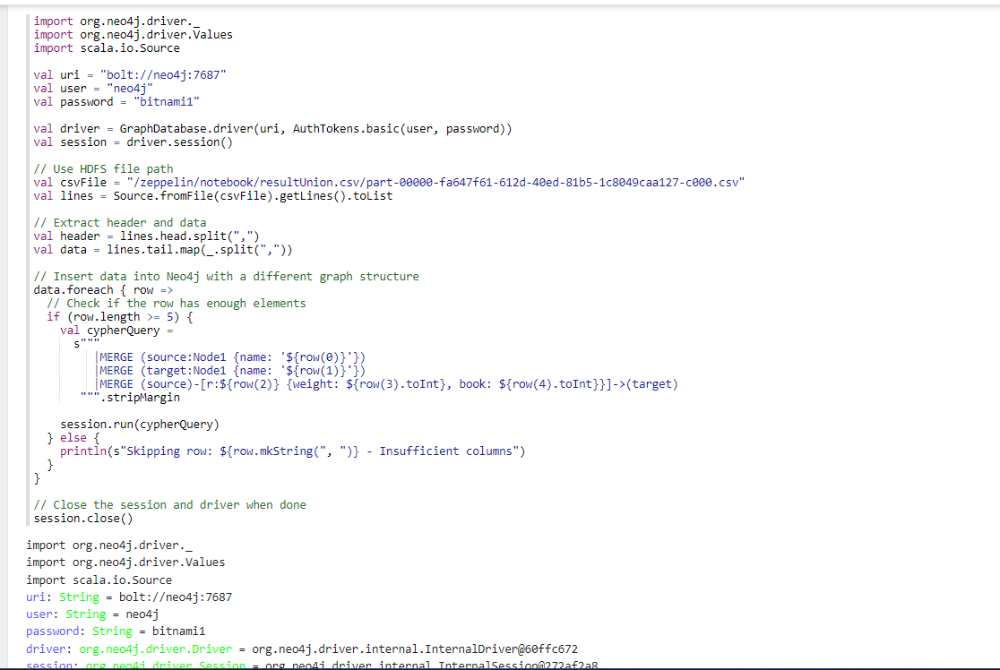 import org.neo4j.driver._
import org.neo4j.driver.Values
import scala.io.Source
val uri = "bolt://neo4j:7687"
val user = "neo4j"
val password = "bitnami1"
val driver = GraphDatabase.driver(uri, AuthTokens.basic(user, password))
val session = driver.session()
// Use HDFS file path
val csvFile = "/zeppelin/notebook/resultUnion.csv/part-00000-fa647f61-612d-40ed-81b5-1c8049caa127-c000.csv"
val lines = Source.fromFile(csvFile).getLines().toList
// Extract header and data
val header = lines.head.split(",")
val data = lines.tail.map(_.split(","))
// Insert data into Neo4j with a different graph structure
data.foreach { row =>
// Check if the row has enough elements
if (row.length >= 5) {
val cypherQuery =
s"""
|MERGE (source:Node1 {name: '${row(0)}'})
|MERGE (target:Node1 {name: '${row(1)}'})
|MERGE (source)-[r:${row(2)} {weight: ${row(3).toInt}, book: ${row(4).toInt}}]->(target)
""".stripMargin
session.run(cypherQuery)
} else {
println(s"Skipping row: ${row.mkString(", ")} - Insufficient columns")
}
}
// Close the session and driver when done
session.close()
import org.neo4j.driver._
import org.neo4j.driver.Values
import scala.io.Source
uri: String = bolt://neo4j:7687
user: String = neo4j
password: String = bitnami1
driver: org.neo4j.driver.Driver = org.neo4j.driver.internal.InternalDriver@60ffc672
session: org.neo4j.driver.Session = org.neo4j.driver.internal.InternalSession@272af2a8